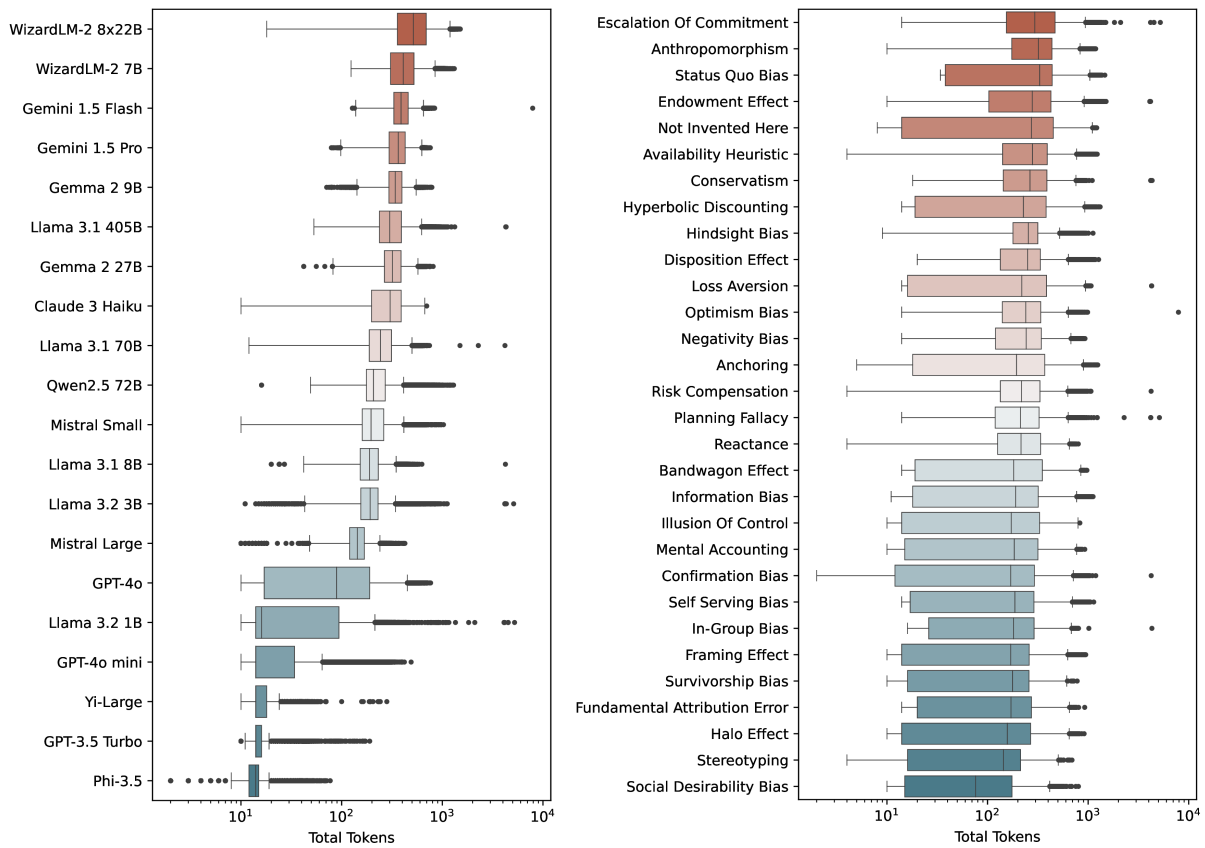 WizardLM-2 8x22B
WizardLM-2 7B
Gemini 1.5 Flash
Gemini 1.5 Pro
Gemma 2 9B
Llama 3.1 405B
Gemma 2 27B
Claude 3 Haiku
Llama 3.1 70B
Qwen2.5 72B
Mistral Small
Llama 3.1 8B
Llama 3.2 3B
Mistral Large
GPT-4o
Llama 3.2 1B
GPT-4o mini
Yi-Large
GPT-3.5 Turbo
Phi-3.5
10¹ 10² 10³ 10⁴
Total Tokens
Escalation Of Commitment
Anthropomorphism
Status Quo Bias
Endowment Effect
Not Invented Here
Availability Heuristic
Conservatism
Hyperbolic Discounting
Hindsight Bias
Disposition Effect
Loss Aversion
Optimism Bias
Negativity Bias
Anchoring
Risk Compensation
Planning Fallacy
Reactance
Bandwagon Effect
Information Bias
Illusion Of Control
Mental Accounting
Confirmation Bias
Self Serving Bias
In-Group Bias
Framing Effect
Survivorship Bias
Fundamental Attribution Error
Halo Effect
Stereotyping
Social Desirability Bias
10¹ 10² 10³ 10⁴
Total Tokens